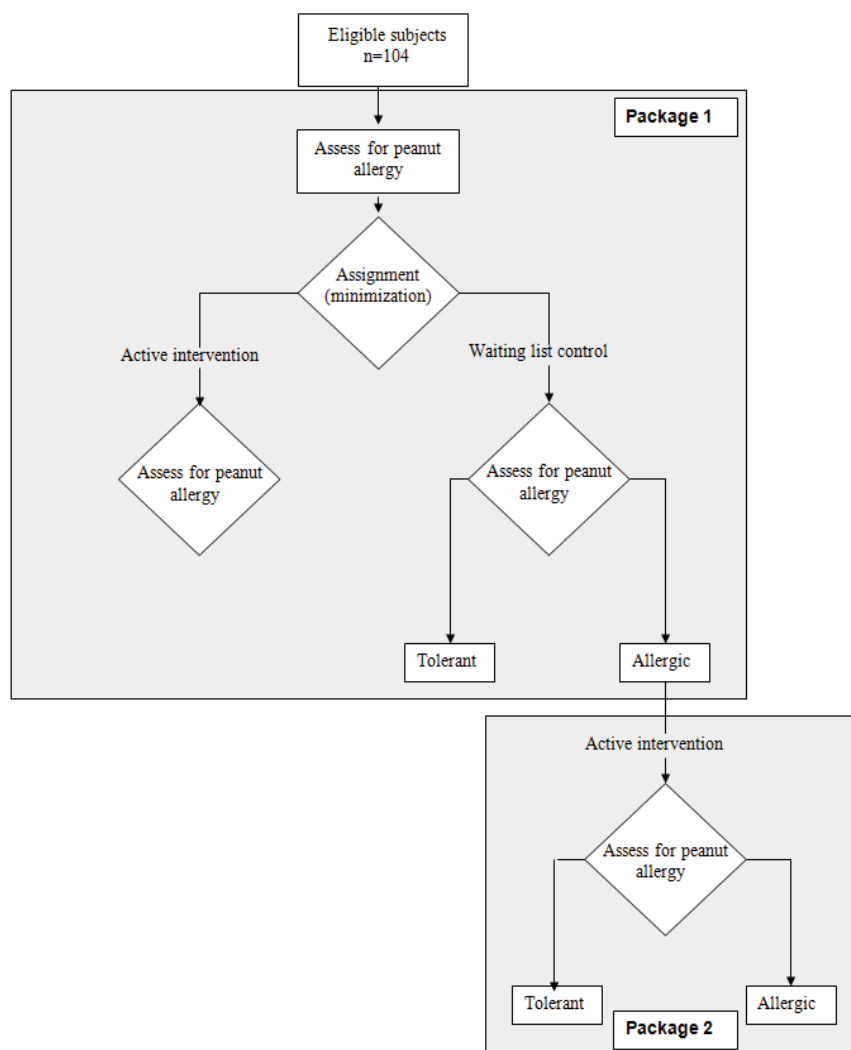 Eligible subjects
n=104
Package 1
Assess for peanut
allergy
Assignment
(minimization)
Active intervention
Waiting list control
Assess for peanut
allergy
Assess for peanut
allergy
Tolerant
Allergic
Active intervention
Assess for peanut
allergy
Tolerant
Allergic
Package 2